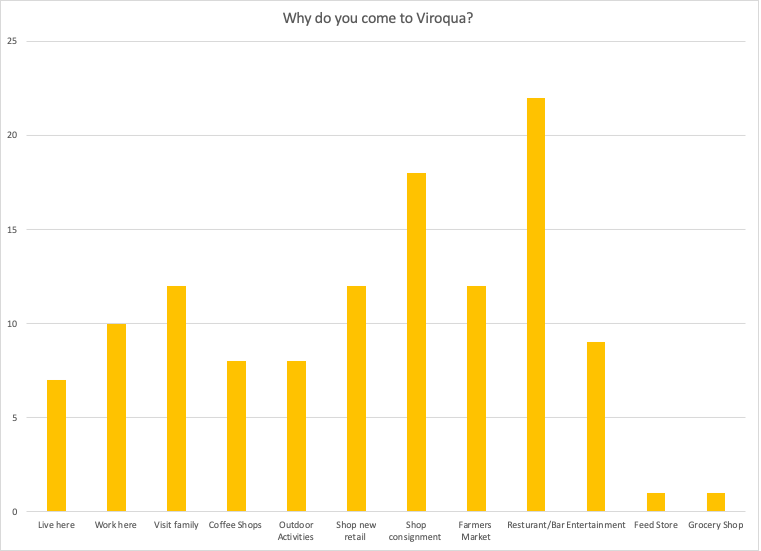 Why do you come to Viroqua?
25
20
15
10
5
0
Live here
Work here
Visit family
Coffee Shops
Outdoor
Activities
Shop new
retail
Shop
consignment
Farmers
Market
Resturant/Bar
Entertainment
Feed Store
Grocery Shop